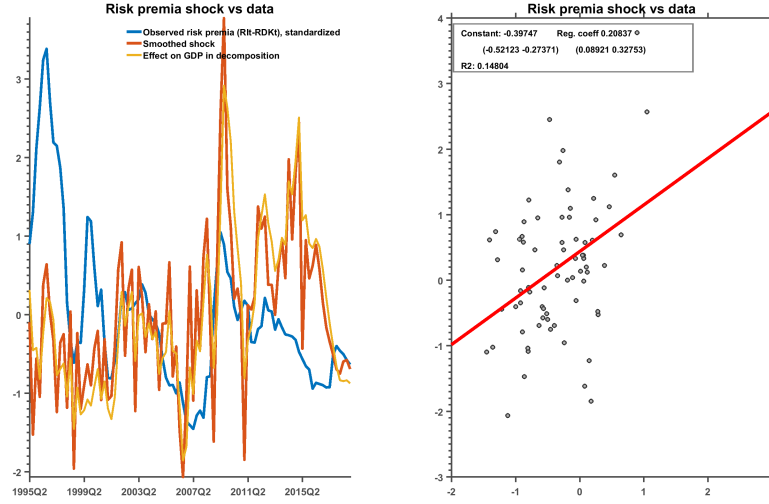 Risk premia shock vs data
Observed risk premia (RIt-RDKt), standardized
Smoothed shock
Effect on GDP in decomposition
3
2
1
0
-1
-2
1995Q2 1999Q2 2003Q2 2007Q2 2011Q2 2015Q2
Risk premia shock vs data
Constant: -0.39747 Reg. coeff 0.20837
(-0.52123 -0.27371) (0.08921 0.32753)
R2: 0.14804
4
3
2
1
0
-1
-2
-3
-2 -1 0 1 2